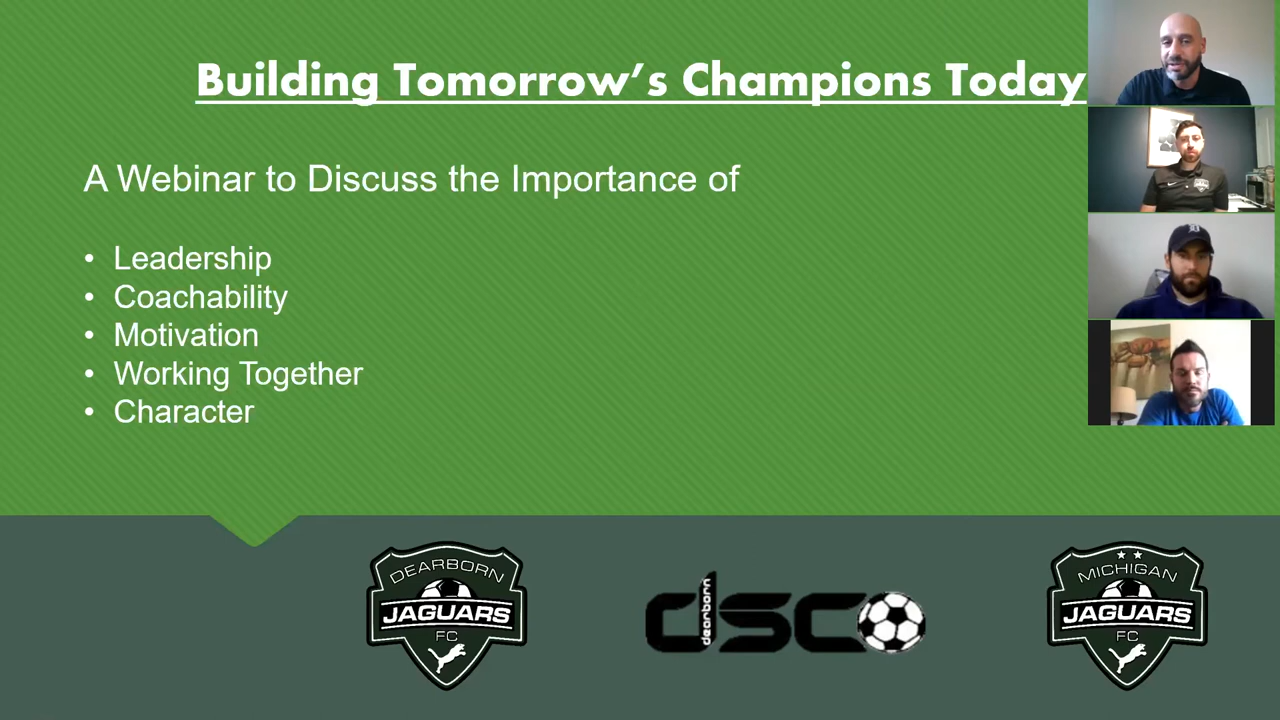 Building Tomorrow's Champions Today
A Webinar to Discuss the Importance of
• Leadership
• Coachability
• Motivation
• Working Together
• Character
DEARBORN
JAGUARS
FC
dearborn
dsc
MICHIGAN
JAGUARS
FC